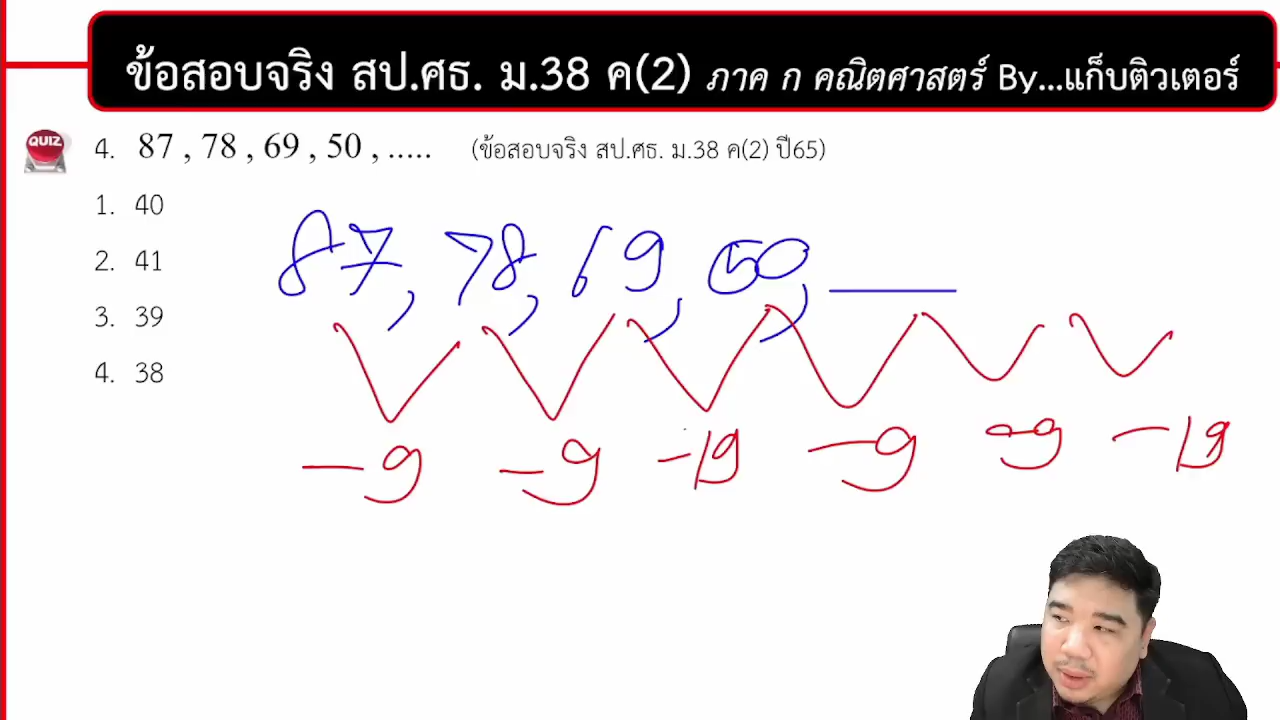 ข้อสอบจริง สป.ศธ. ม.38 ค(2) ภาค ก คณิตศาสตร์ By...แก็บติวเตอร์
QUIZ
4. 87 , 78 , 69 , 50 , ..... (ข้อสอบจริง สป.ศธ. ม.38 ค(2) ปี65)
1. 40
2. 41
3. 39
4. 38
87, 78, 69, 50, ____
-9 -9 -19 -9 -9 -19